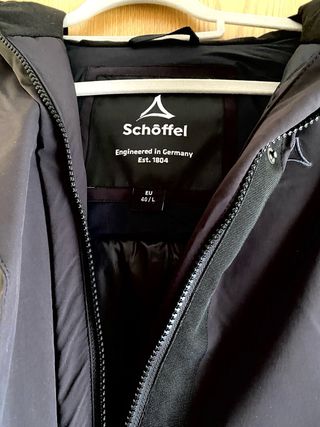 Schöffel
Engineered in Germany
Est. 1804
EU
40/L